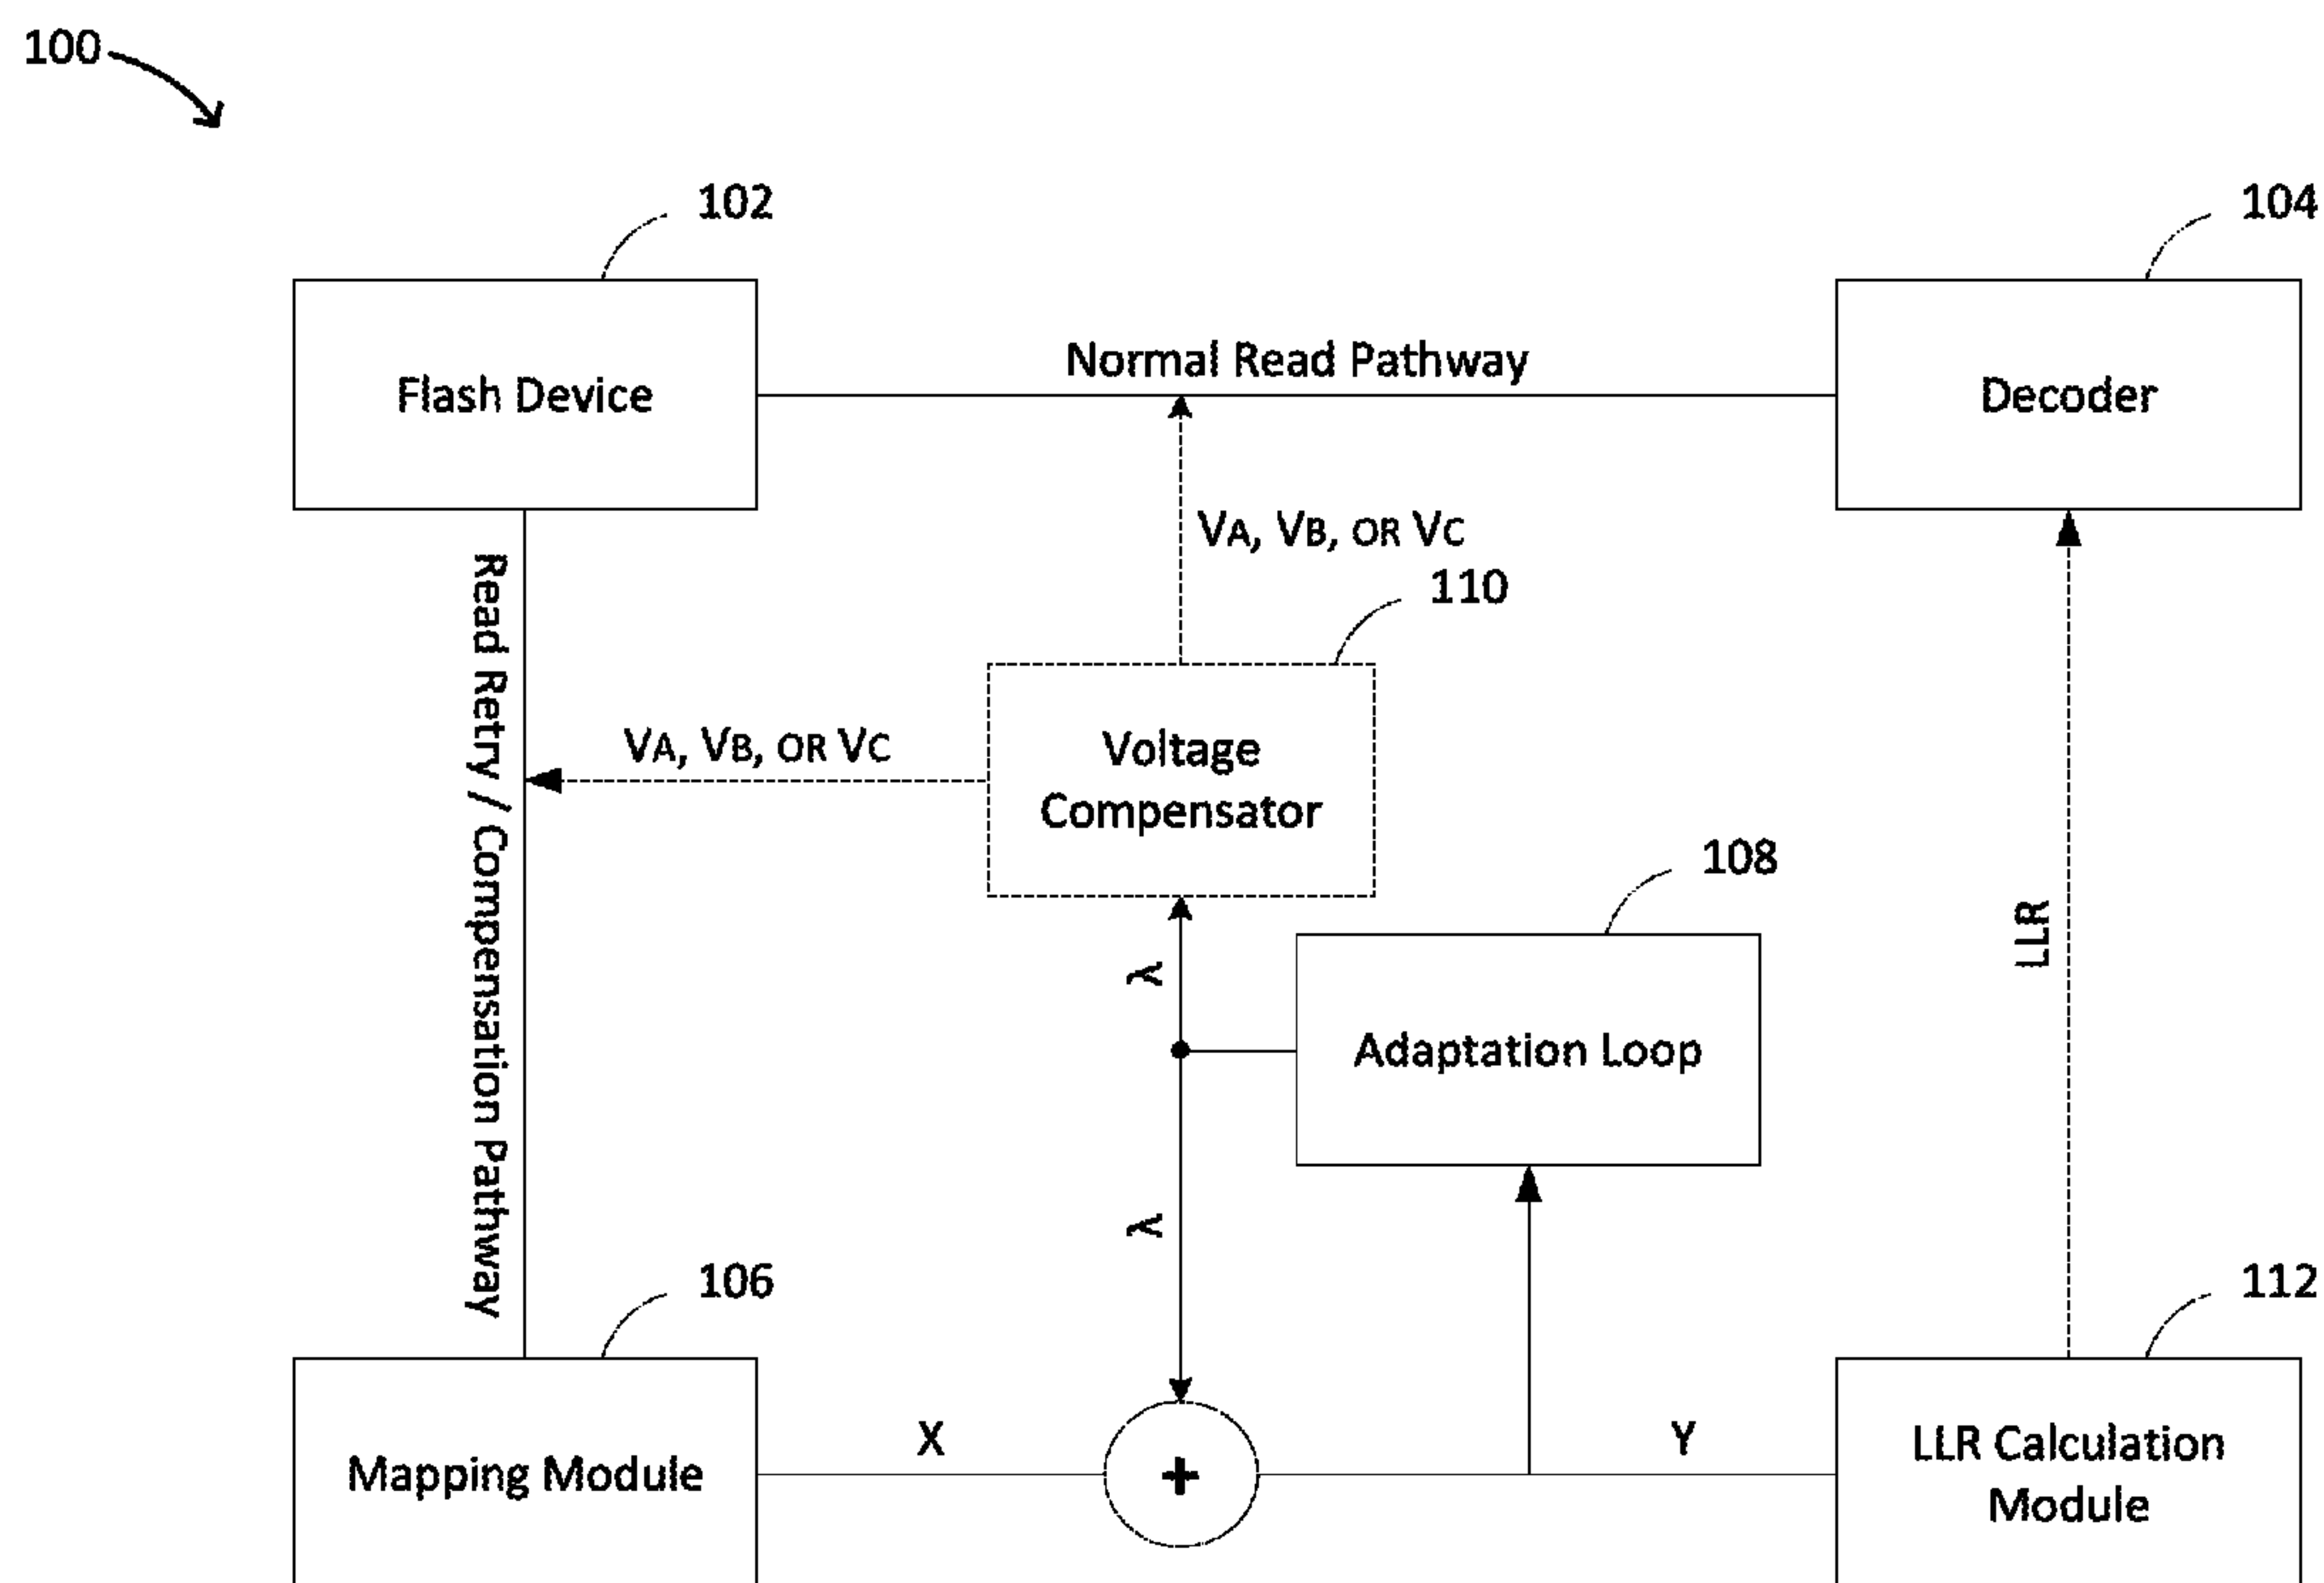 100
102
104
Flash Device
Normal Read Pathway
Decoder
VA, VB, OR VC
110
Read Retry / Compensation Pathway
VA, VB, OR VC
Voltage
Compensator
108
LLR
Adaptation Loop
106
112
Mapping Module
X
+
Y
LLR Calculation
Module